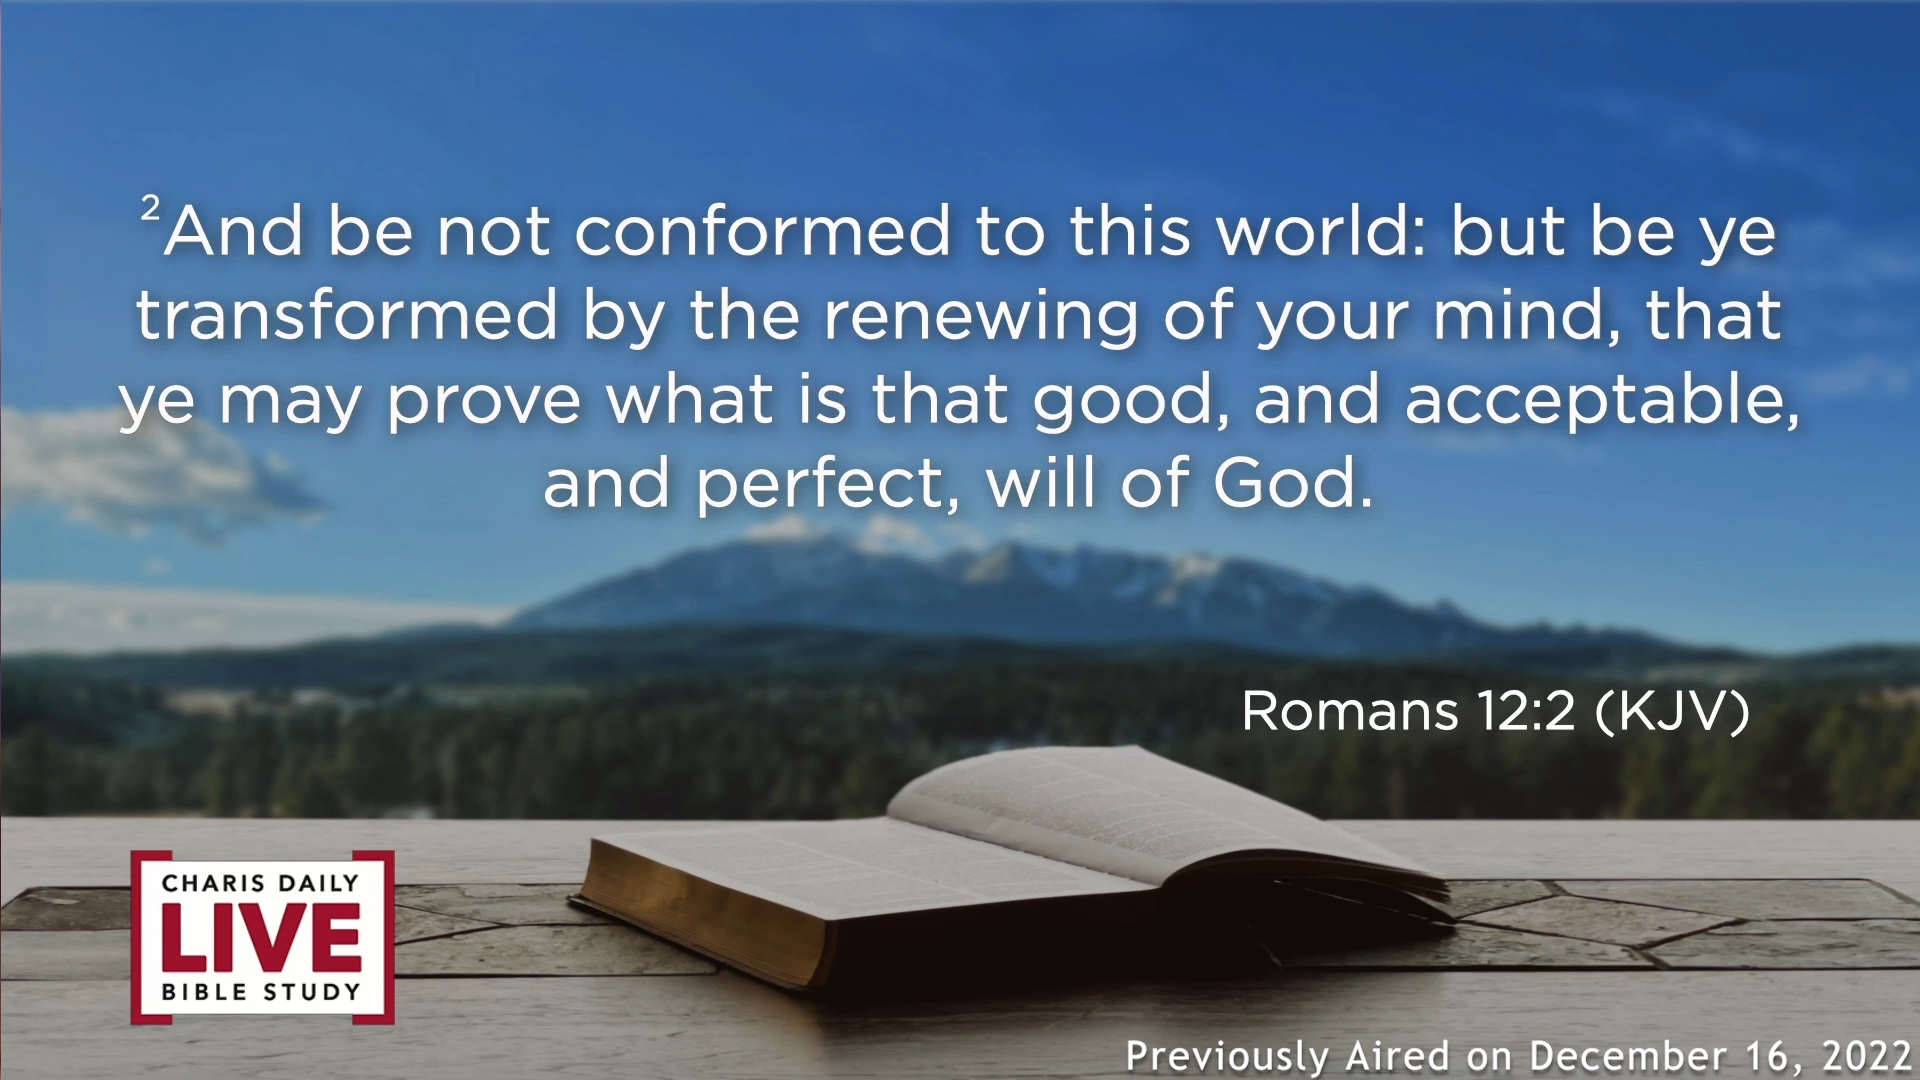 2And be not conformed to this world: but be ye
transformed by the renewing of your mind, that
ye may prove what is that good, and acceptable,
and perfect, will of God.
Romans 12:2 (KJV)
CHARIS DAILY
LIVE
BIBLE STUDY
Previously Aired on December 16, 2022